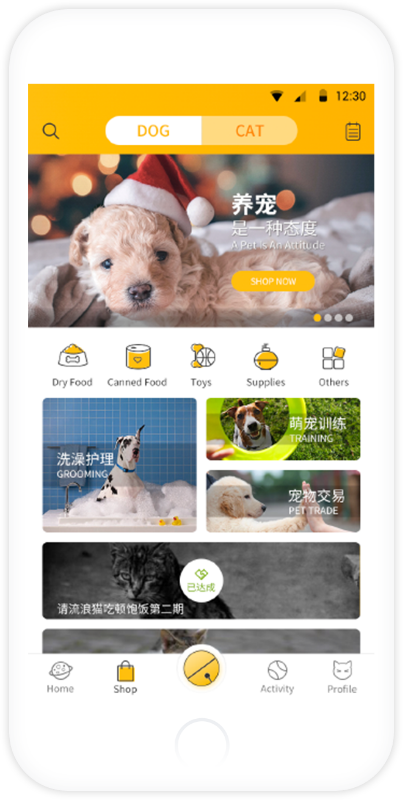 12:30
DOG
CAT
养宠
是一种态度
A Pet Is An Attitude
SHOP NOW
Dry Food
Canned Food
Toys
Supplies
Others
洗澡护理
GROOMING
萌宠训练
TRAINING
宠物交易
PET TRADE
已达成
请流浪猫吃顿饱饭第二期
Home
Shop
Activity
Profile